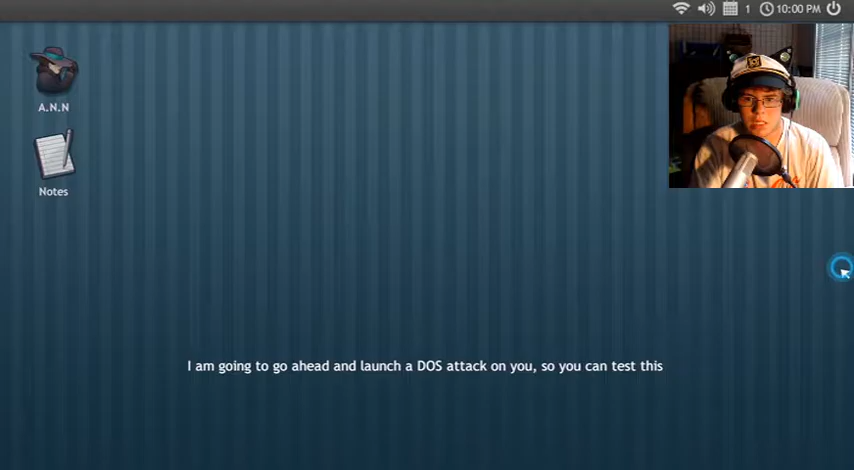 1 10:00 PM
A.N.N
Notes
I am going to go ahead and launch a DOS attack on you, so you can test this